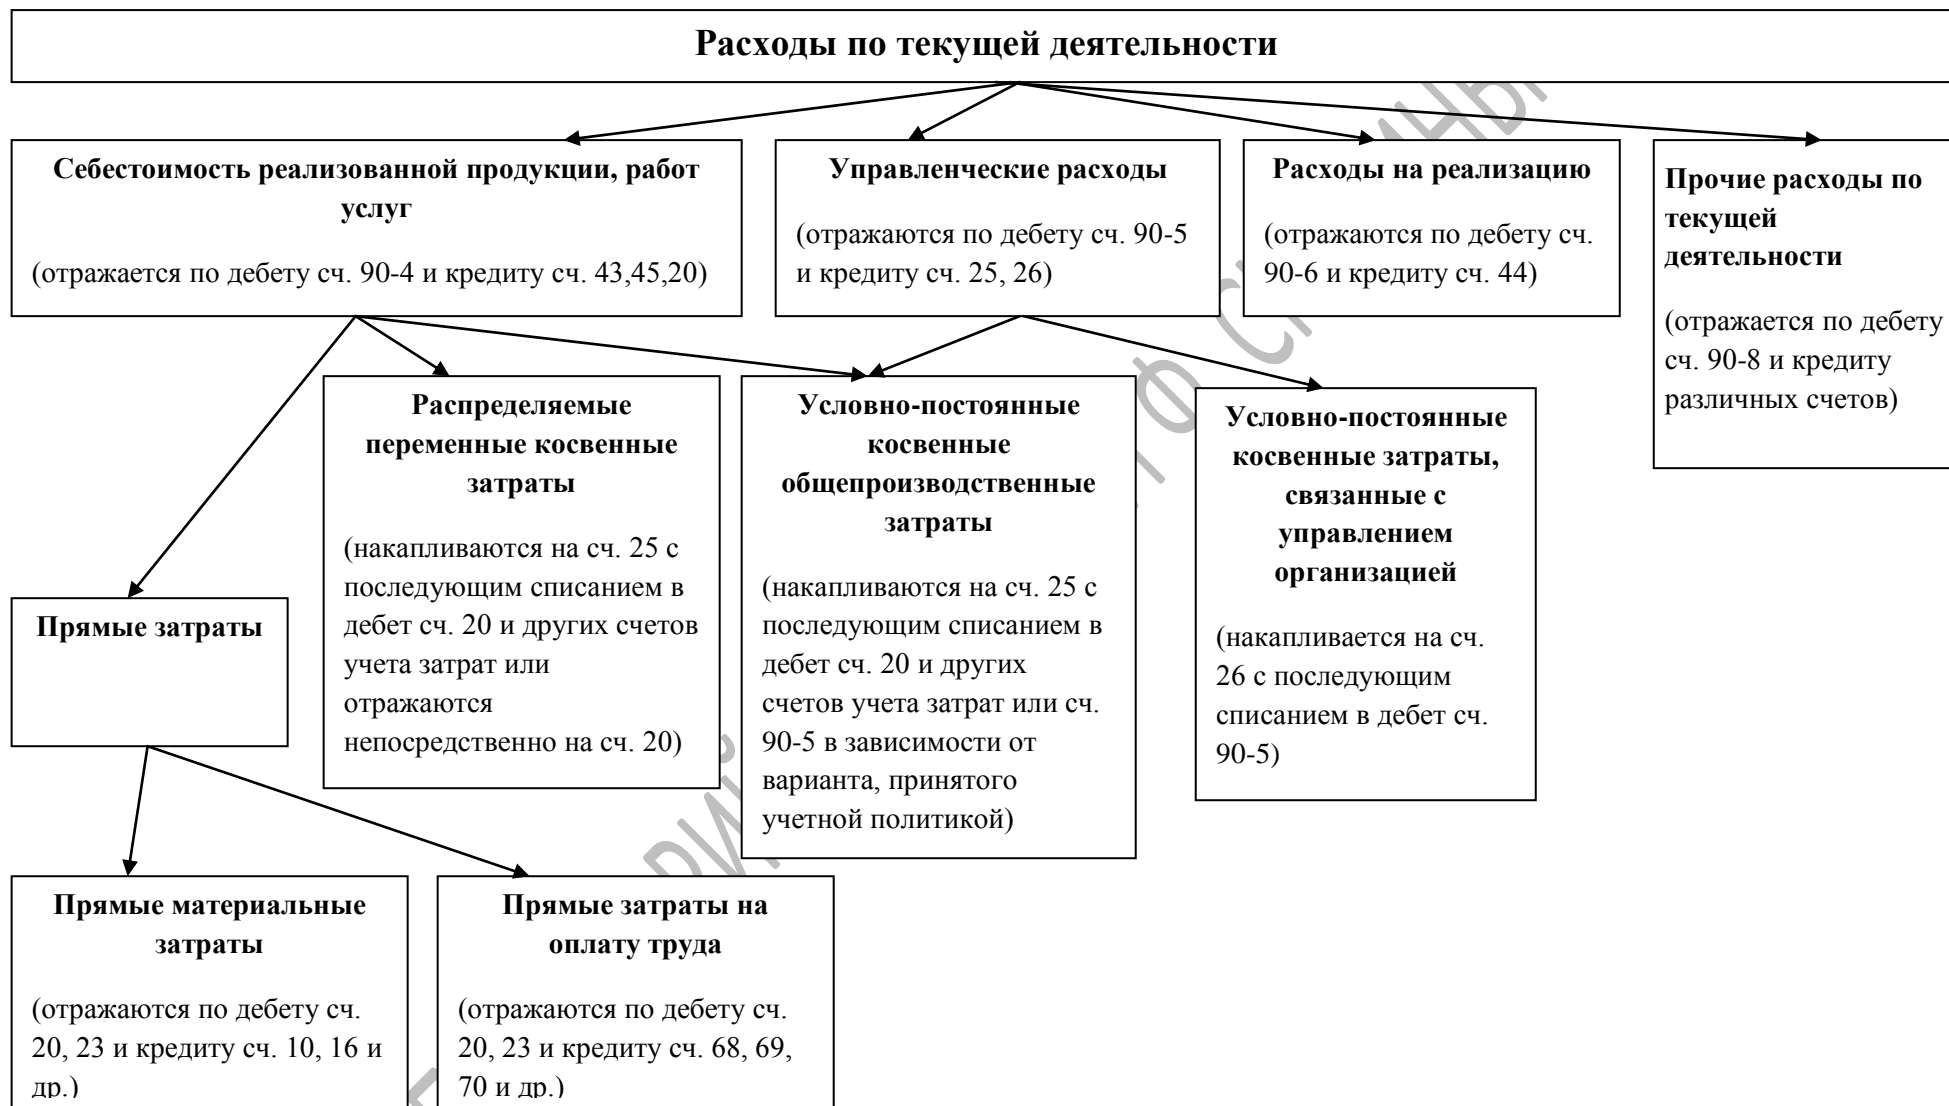 Расходы по текущей деятельности
Себестоимость реализованной продукции, работ
услуг
(отражается по дебету сч. 90-4 и кредиту сч. 43,45,20)
Управленческие расходы
(отражаются по дебету сч. 90-5
и кредиту сч. 25, 26)
Расходы на реализацию
(отражаются по дебету сч.
90-6 и кредиту сч. 44)
Прочие расходы по
текущей
деятельности
(отражается по дебету
сч. 90-8 и кредиту
различных счетов)
Распределяемые
переменные косвенные
затраты
(накапливаются на сч. 25 с
последующим списанием в
дебет сч. 20 и других счетов
учета затрат или
отражаются
непосредственно на сч. 20)
Условно-постоянные
косвенные
общепроизводственные
затраты
(накапливаются на сч. 25 с
последующим списанием в
дебет сч. 20 и других
счетов учета затрат или сч.
90-5 в зависимости от
варианта, принятого
учетной политикой)
Условно-постоянные
косвенные затраты,
связанные с
управлением
организацией
(накапливается на сч.
26 с последующим
списанием в дебет сч.
90-5)
Прямые затраты
Прямые материальные
затраты
(отражаются по дебету сч.
20, 23 и кредиту сч. 10, 16 и
др.)
Прямые затраты на
оплату труда
(отражаются по дебету сч.
20, 23 и кредиту сч. 68, 69,
70 и др.)